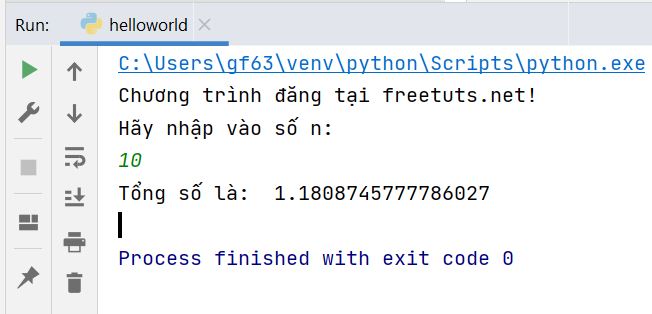 Run: helloworld
C:\Users\gf63\venv\python\Scripts\python.exe
Chương trình đăng tại freetuts.net!
Hãy nhập vào số n:
10
Tổng số là:  1.1808745777786027
Process finished with exit code 0